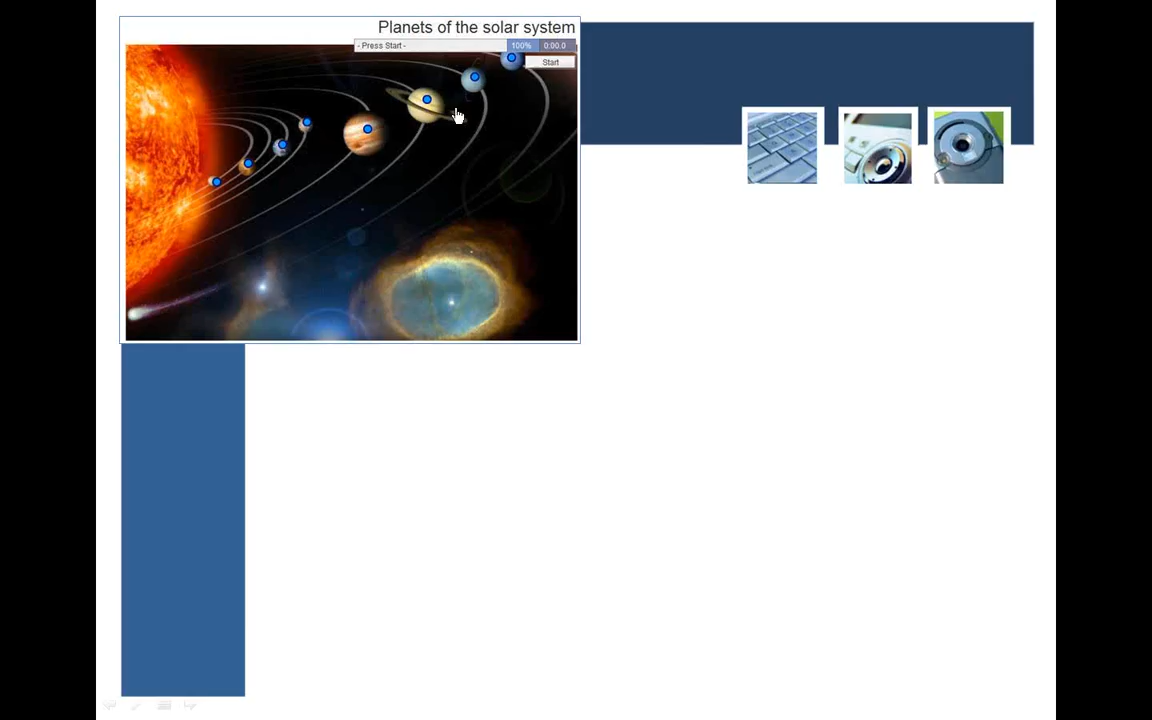 Planets of the solar system
- Press Start - 100% 0:00.0
Start